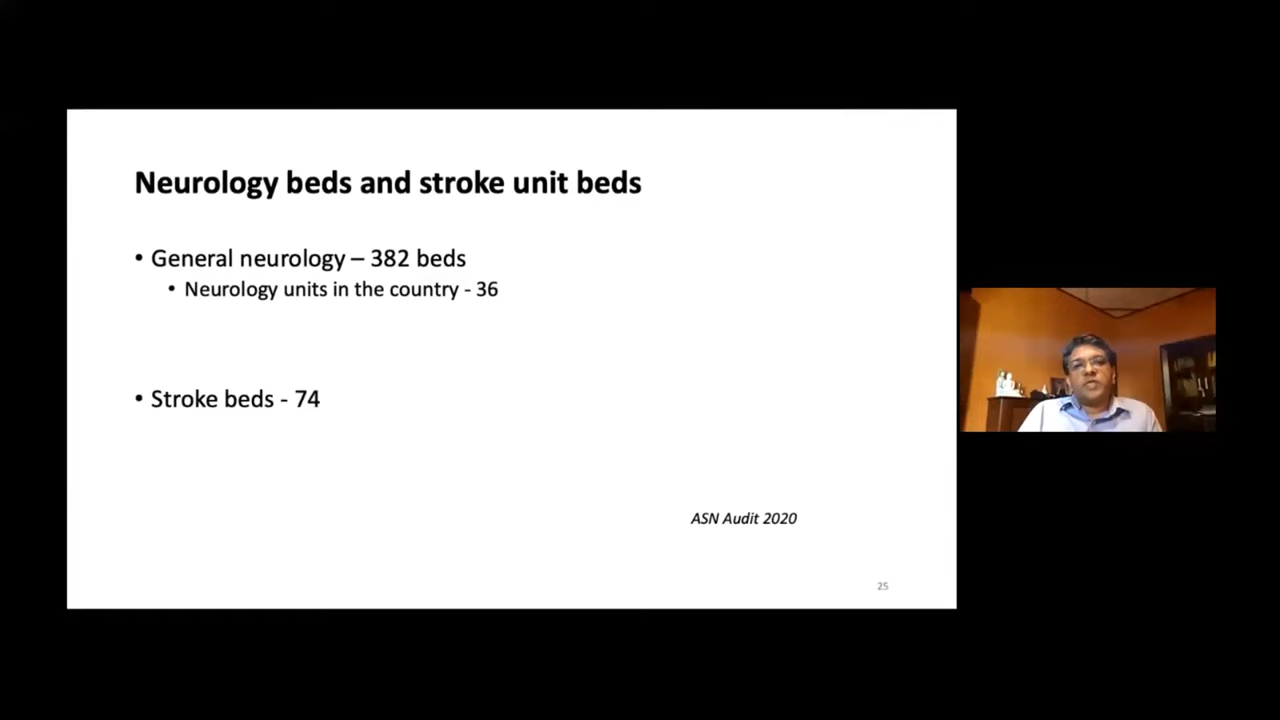 Neurology beds and stroke unit beds
• General neurology – 382 beds
• Neurology units in the country - 36
• Stroke beds - 74
ASN Audit 2020
25